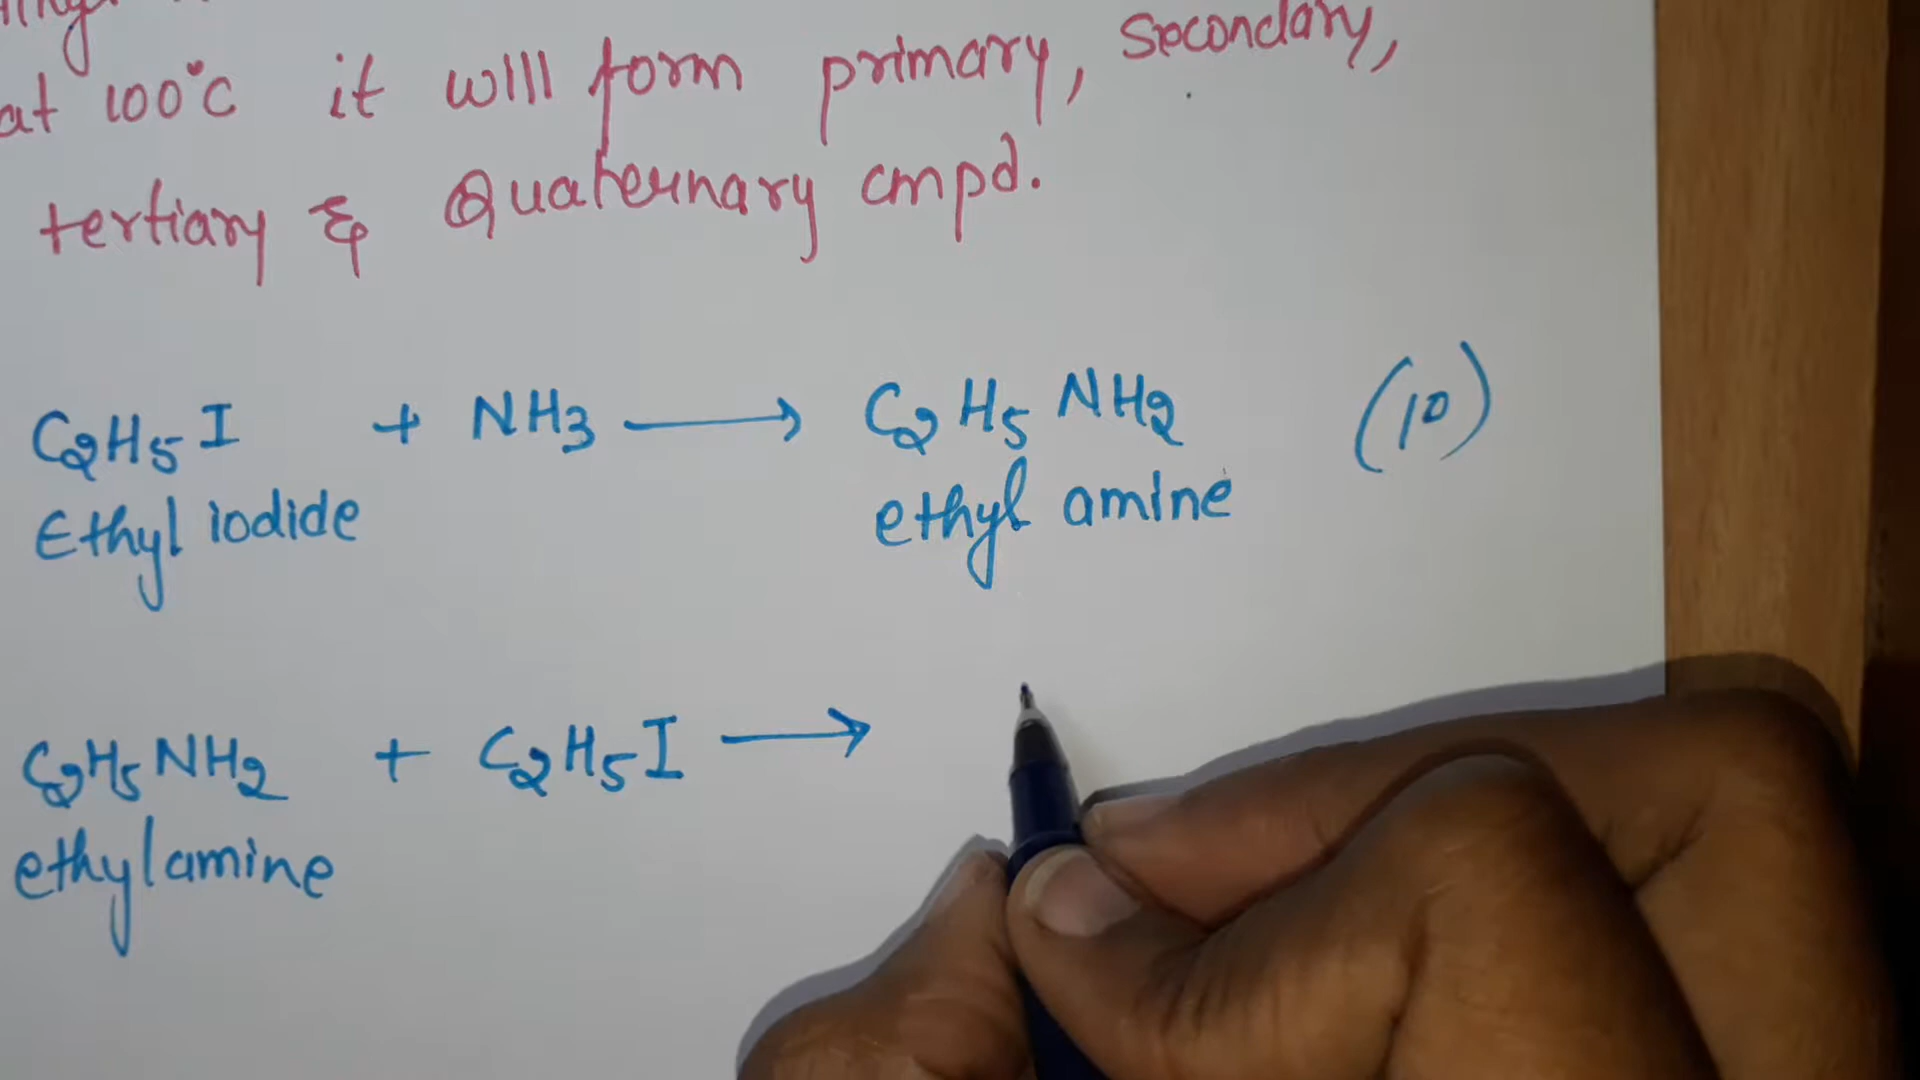 at 100°C it will form primary, secondary,
tertiary & Quaternary cmpd.
C2H5I + NH3 ⟶ C2H5NH2 (1°)
Ethyl iodide ethyl amine
C2H5NH2 + C2H5I ⟶
ethylamine